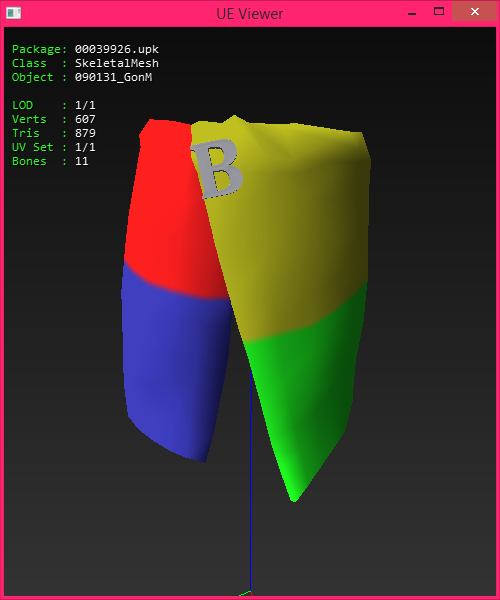 UE Viewer
Package: 00039926.upk
Class  : SkeletalMesh
Object : 090131_GonM
LOD    : 1/1
Verts  : 607
Tris   : 879
UV Set : 1/1
Bones  : 11
B